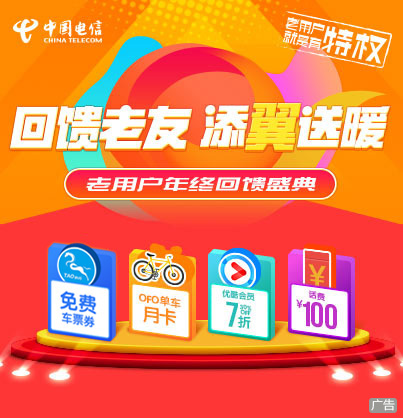 中国电信
CHINA TELECOM
老用户
就是有
特权
回馈老友 添翼送暖
老用户年终回馈盛典
免费
车票券
OFO单车
月卡
优酷会员
7折
30%
OFF
话费
¥
¥100
广告